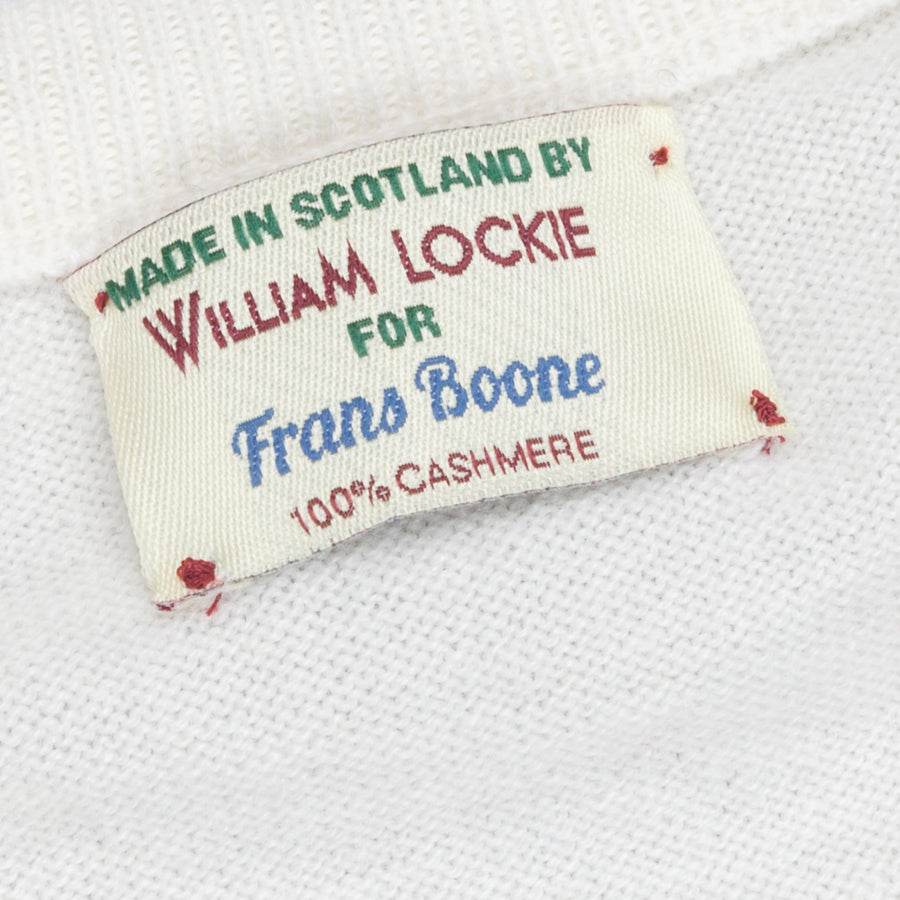 MADE IN SCOTLAND BY
WILLIAM LOCKIE
FOR
Frans Boone
100% CASHMERE